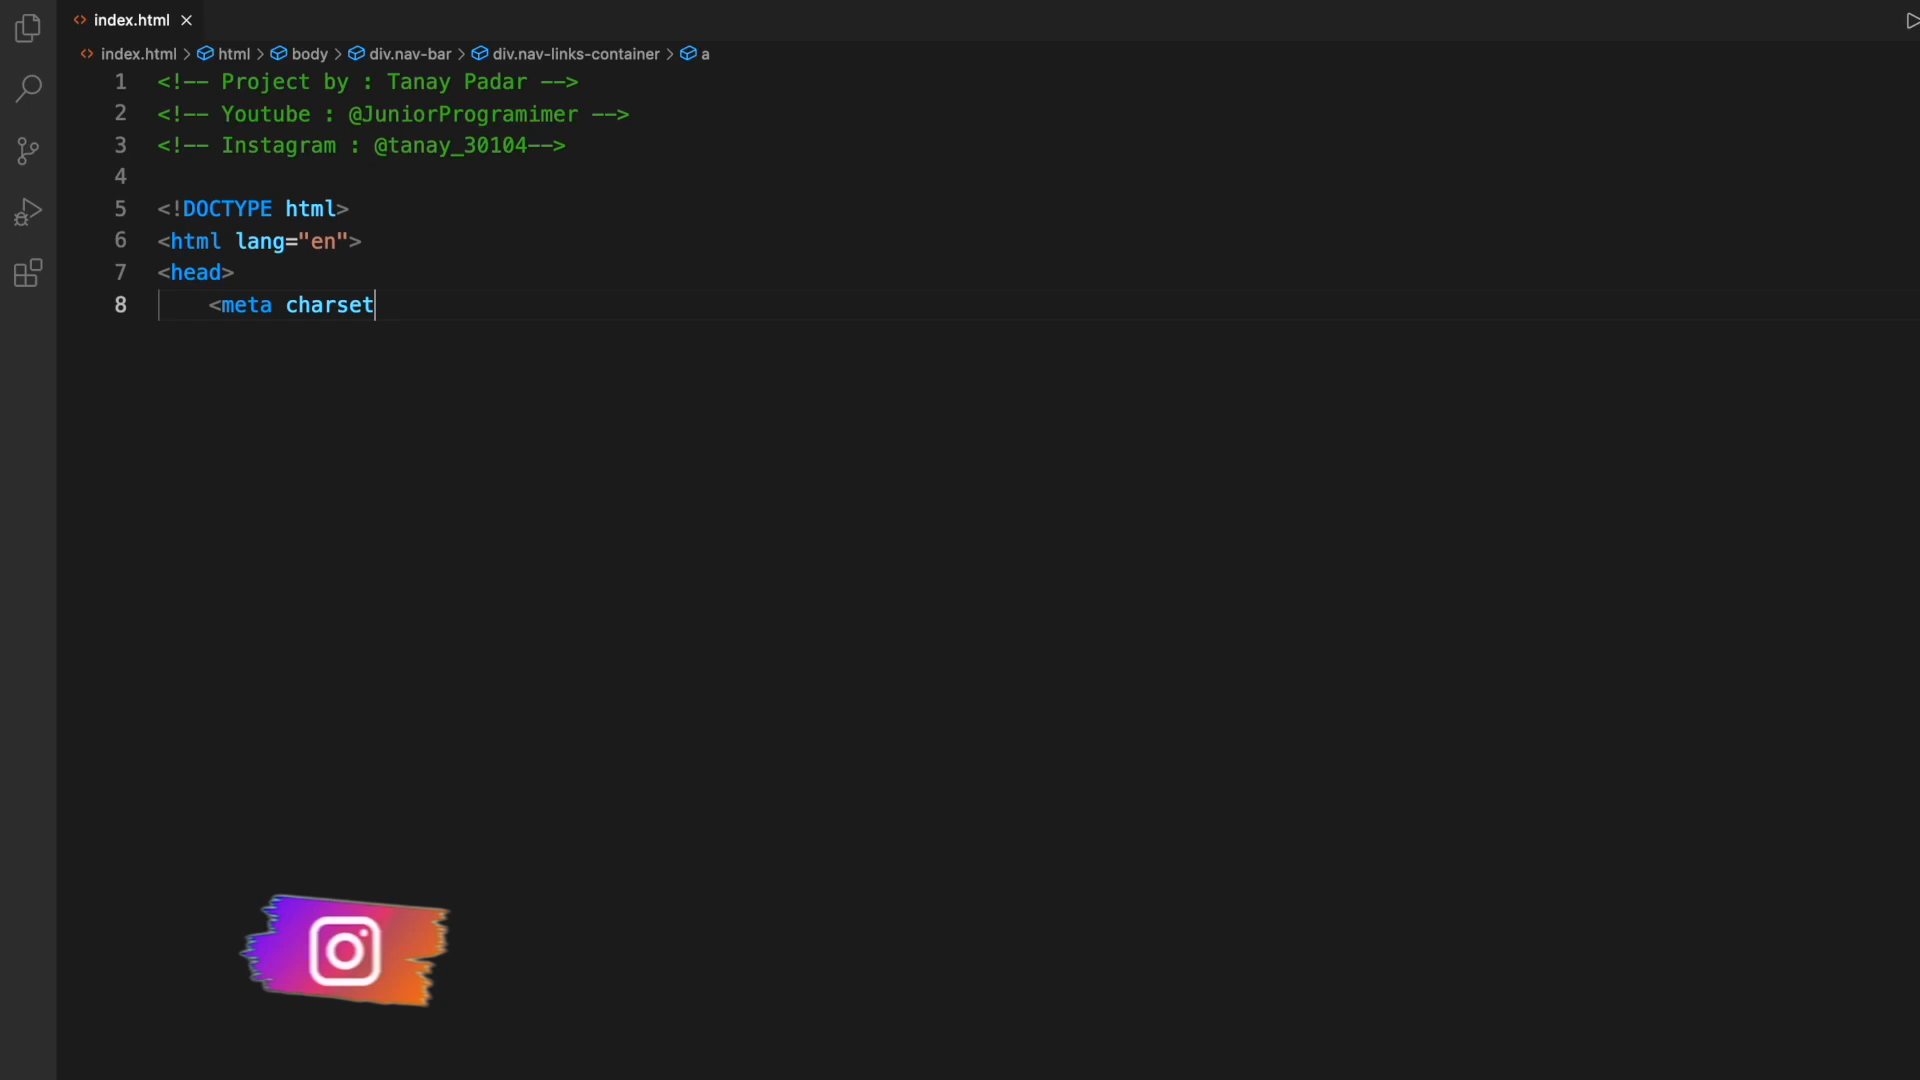 index.html
index.html > html > body > div.nav-bar > div.nav-links-container > a
1 <!-- Project by : Tanay Padar -->
2 <!-- Youtube : @JuniorProgramimer -->
3 <!-- Instagram : @tanay_30104-->
4
5 <!DOCTYPE html>
6 <html lang="en">
7 <head>
8 <meta charset